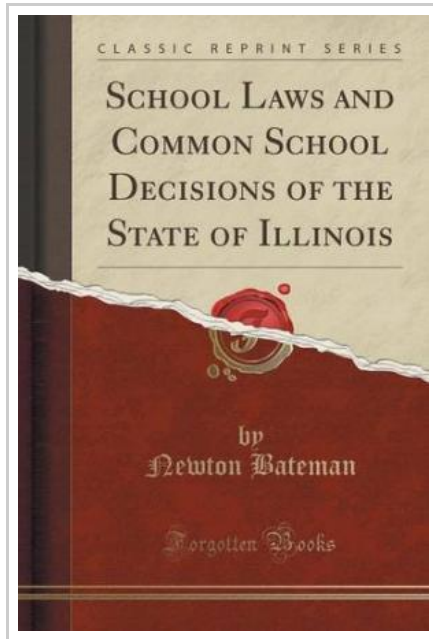 CLASSIC REPRINT SERIES
SCHOOL LAWS AND
COMMON SCHOOL
DECISIONS OF THE
STATE OF ILLINOIS
by
Newton Bateman
Forgotten Books